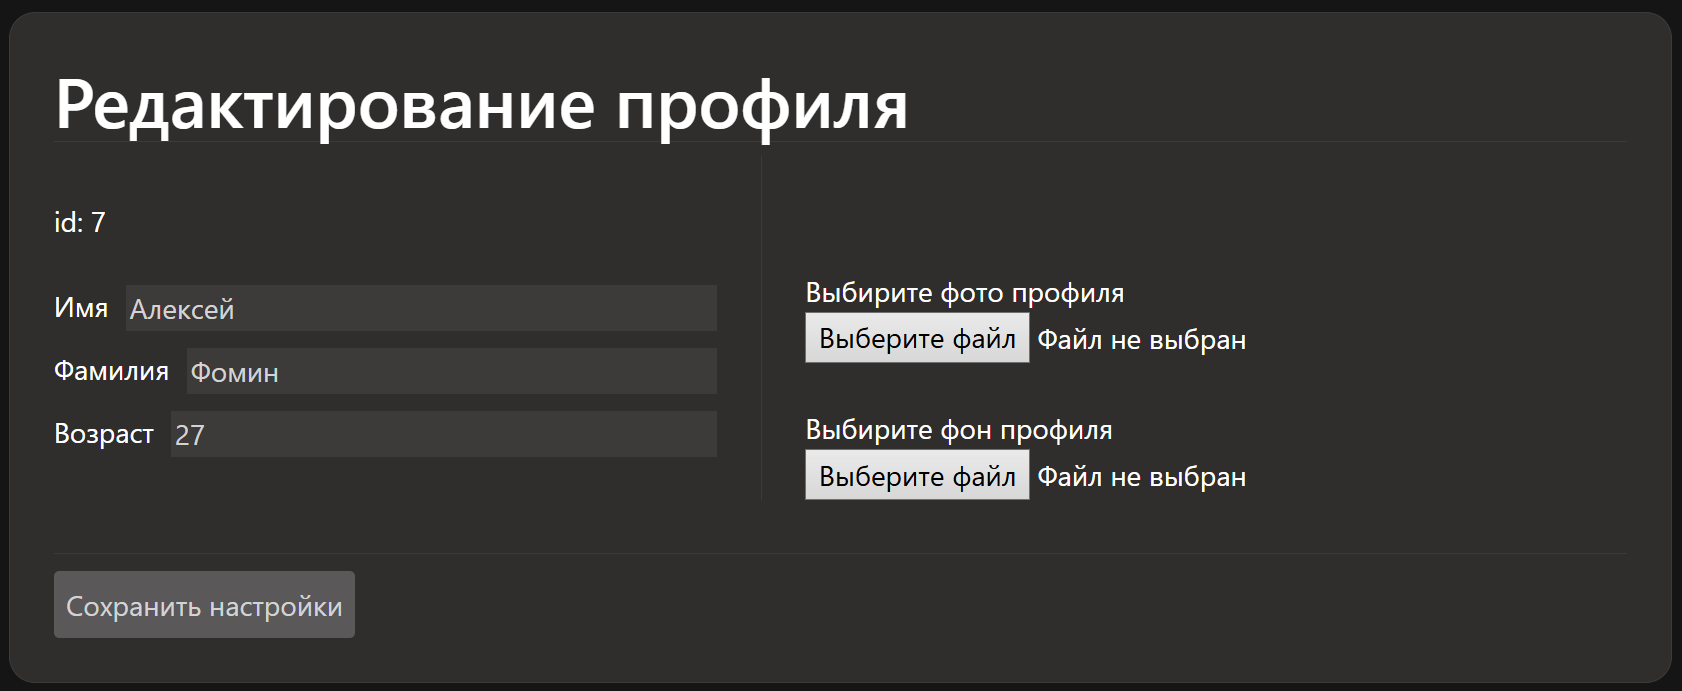 Редактирование профиля
id: 7
Имя Алексей
Фамилия Фомин
Возраст 27
Выбирите фото профиля
Выберите файл Файл не выбран
Выбирите фон профиля
Выберите файл Файл не выбран
Сохранить настройки